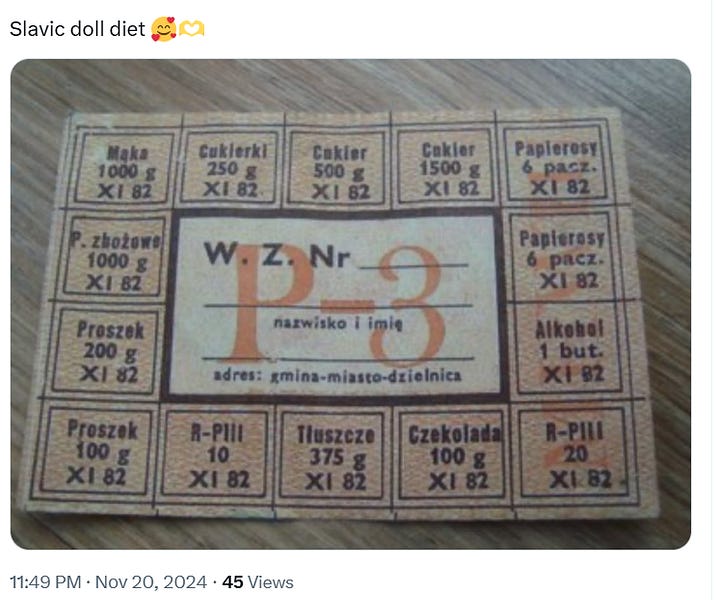 Slavic doll diet 🥰🫶
Mąka
1000 g
XI 82
Cukierki
250 g
XI 82
Cukier
500 g
XI 82
Cukier
1500 g
XI 82
Papierosy
6 pacz.
XI 82
P. zbożowe
1000 g
XI 82
W. Z. Nr
P-3
nazwisko i imię
adres: gmina-miasto-dzielnica
Papierosy
6 pacz.
XI 82
Proszek
200 g
XI 82
Alkohol
1 but.
XI 82
Proszek
100 g
XI 82
R-PIII
10
XI 82
Tłuszcze
375 g
XI 82
Czekolada
100 g
XI 82
R-PIII
20
XI 82
11:49 PM · Nov 20, 2024 · 45 Views